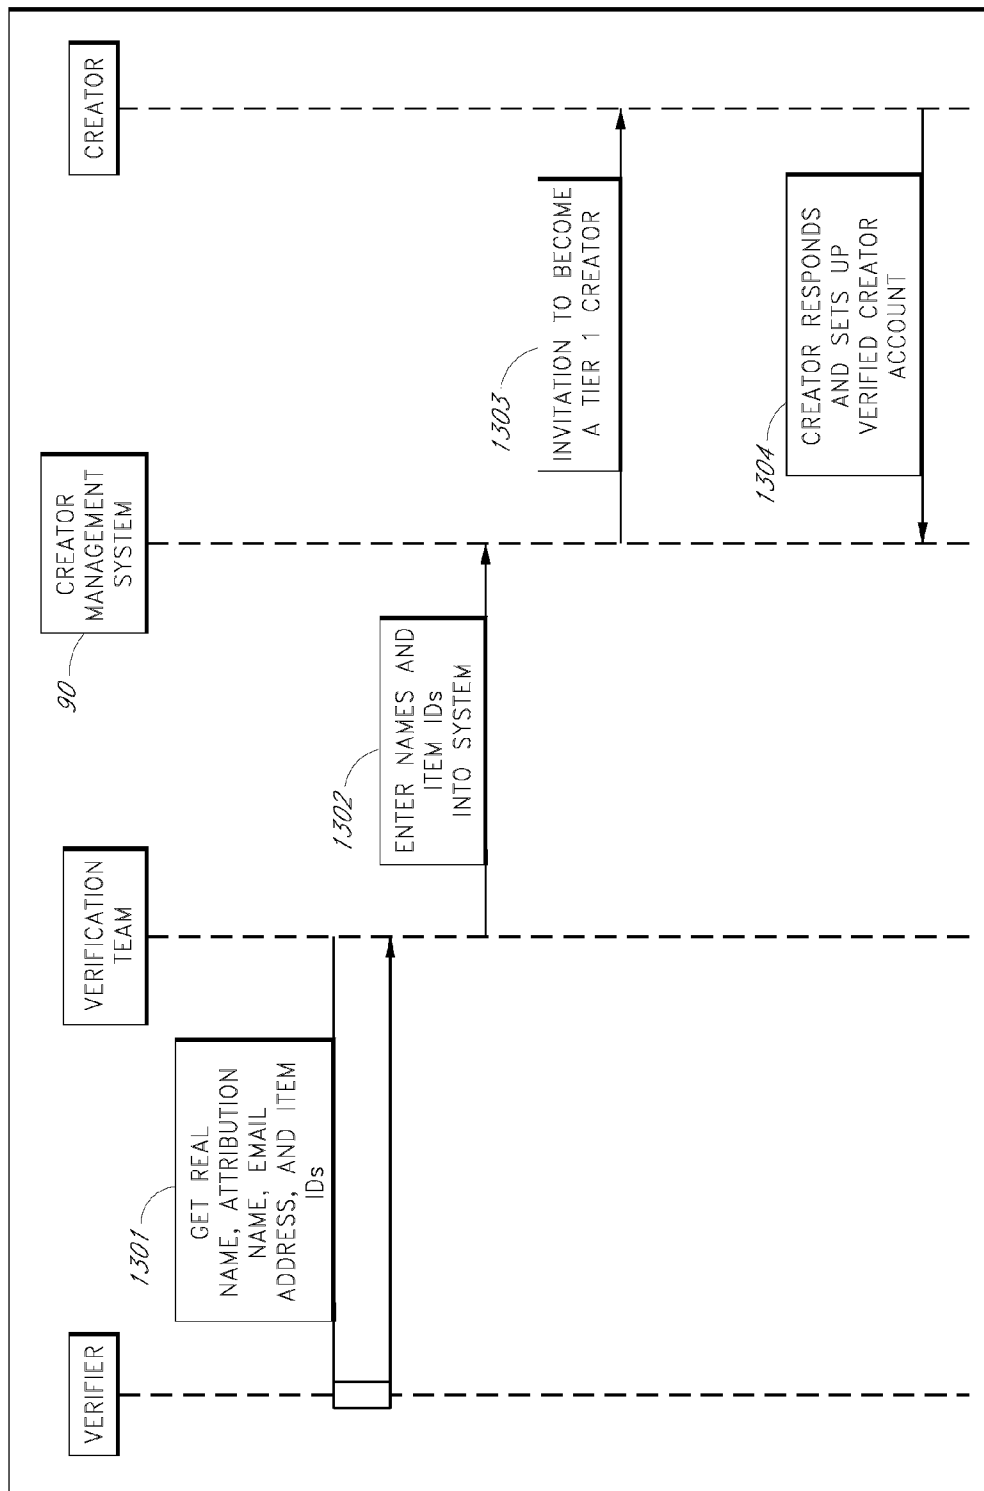 VERIFIER
VERIFICATION
TEAM
CREATOR
MANAGEMENT
SYSTEM
90
CREATOR
1301
GET REAL
NAME, ATTRIBUTION
NAME, EMAIL
ADDRESS, AND ITEM
IDs
1302
ENTER NAMES AND
ITEM IDs
INTO SYSTEM
1303
INVITATION TO BECOME
A TIER 1 CREATOR
1304
CREATOR RESPONDS
AND SETS UP
VERIFIED CREATOR
ACCOUNT